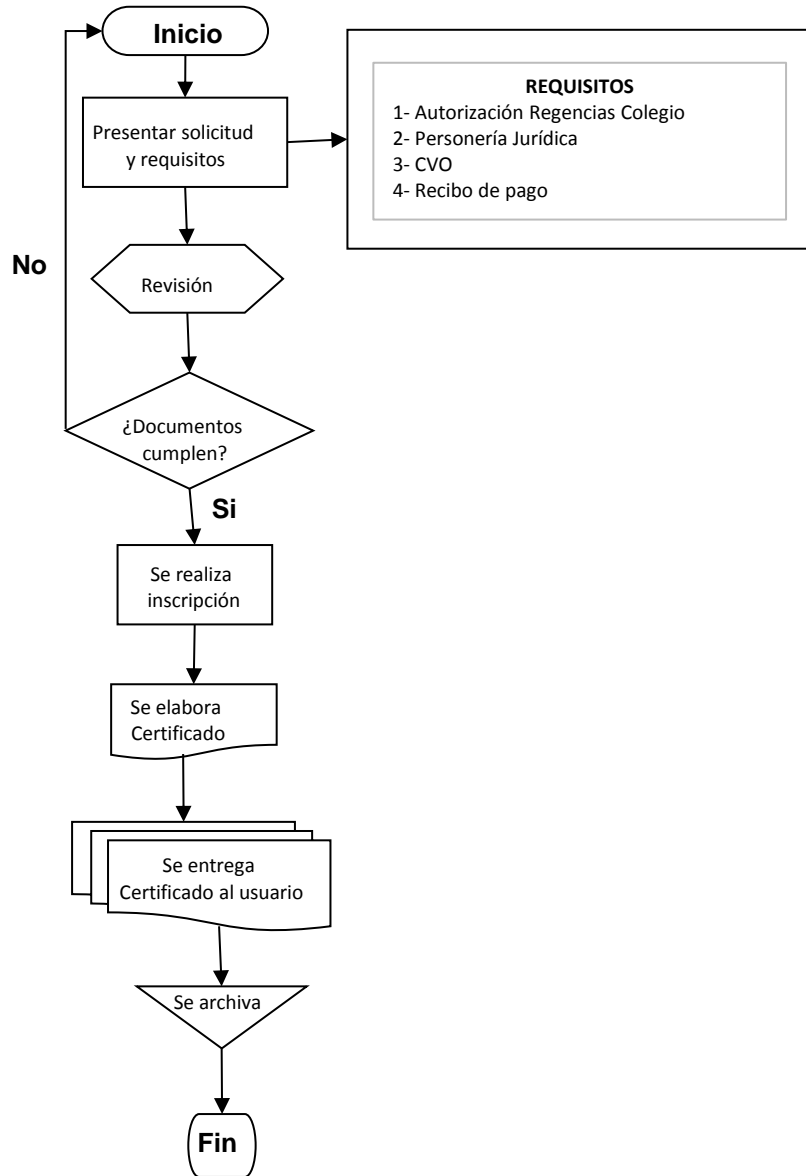 Inicio
Presentar solicitud
y requisitos
REQUISITOS
1- Autorización Regencias Colegio
2- Personería Jurídica
3- CVO
4- Recibo de pago
No
Revisión
¿Documentos
cumplen?
Si
Se realiza
inscripción
Se elabora
Certificado
Se entrega
Certificado al usuario
Se archiva
Fin